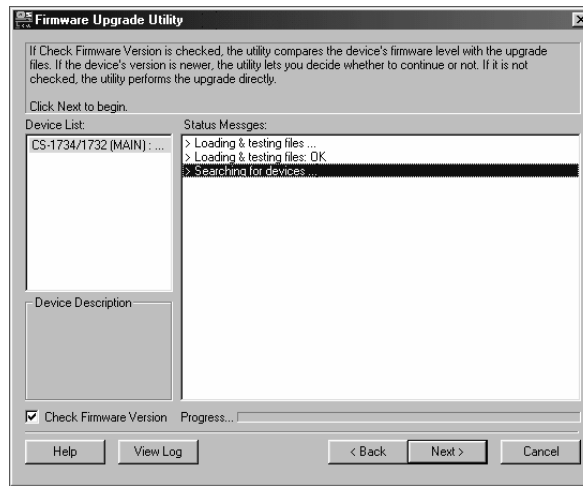 Firmware Upgrade Utility
If Check Firmware Version is checked, the utility compares the device's firmware level with the upgrade
files. If the device's version is newer, the utility lets you decide whether to continue or not. If it is not
checked, the utility performs the upgrade directly.
Click Next to begin.
Device List:
Status Messges:
CS-1734/1732 (MAIN) : ...
> Loading & testing files ...
> Loading & testing files: OK
> Searching for devices ...
Device Description
Check Firmware Version
Progress...
Help
View Log
< Back
Next >
Cancel